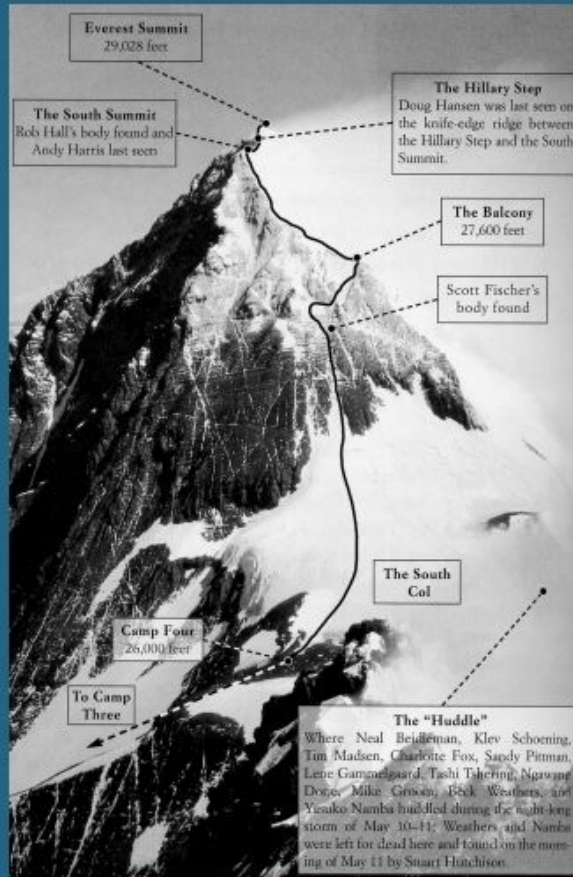 Everest Summit
29,028 feet
The Hillary Step
Doug Hansen was last seen on
the knife-edge ridge between
the Hillary Step and the South
Summit.
The South Summit
Rob Hall's body found and
Andy Harris last seen
The Balcony
27,600 feet
Scott Fischer's
body found
The South
Col
Camp Four
26,000 feet
To Camp
Three
The "Huddle"
Where Neal Beidleman, Klev Schoening,
Tim Madsen, Charlotte Fox, Sandy Pittman,
Lene Gammelgaard, Tashi Tshering, Ngawang
Dorje, Mike Groom, Beck Weathers, and
Yasuko Namba huddled during the night-long
storm of May 10–11; Weathers and Namba
were left for dead here and found on the morn-
ing of May 11 by Stuart Hutchison.